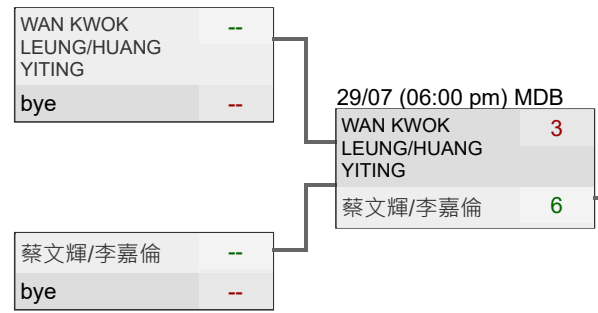 WAN KWOK --
LEUNG/HUANG
YITING
bye --
29/07 (06:00 pm) MDB
WAN KWOK 3
LEUNG/HUANG
YITING
蔡文輝/李嘉倫 6
蔡文輝/李嘉倫 --
bye --